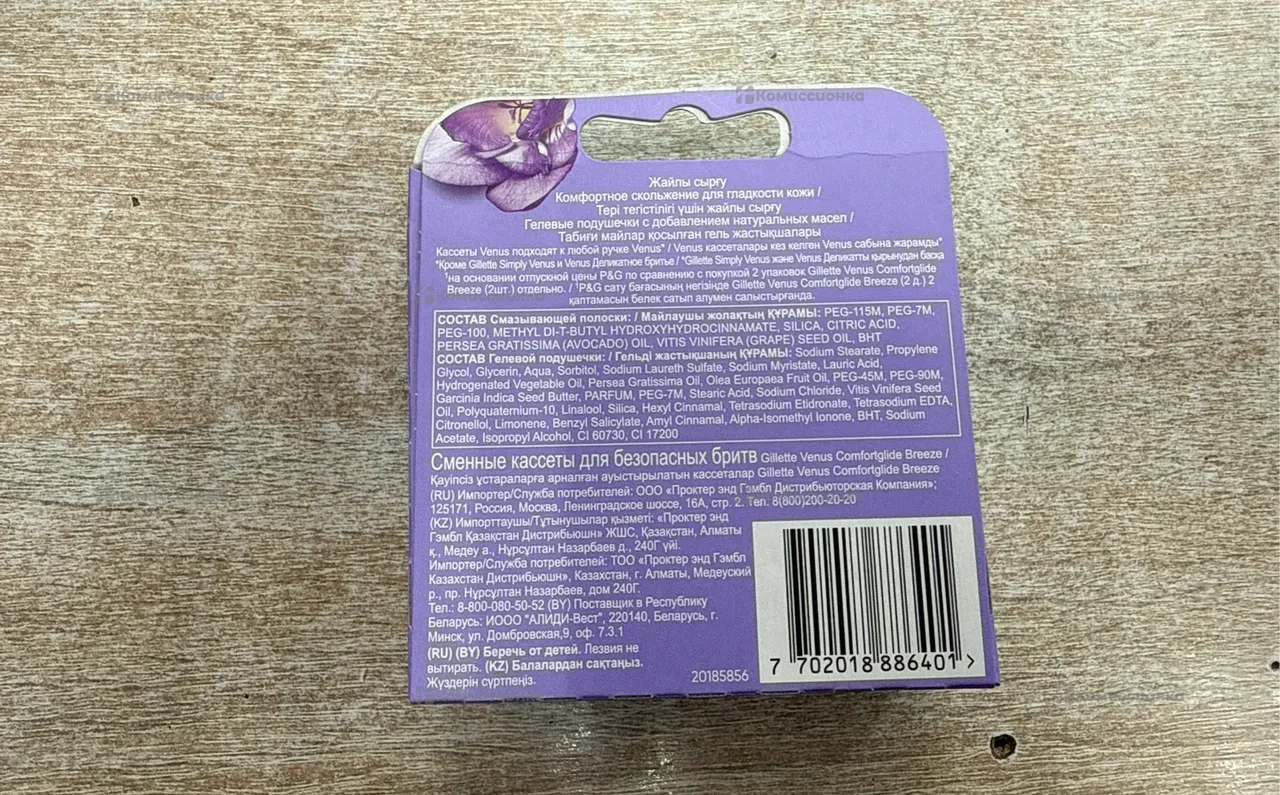 Комиссионка
Жайлы сырғу
Комфортное скольжение для гладкости кожи /
Тері тегістілігі үшін жайлы сырғу
Гелевые подушечки с добавлением натуральных масел /
Табиғи майлар қосылған гель жастықшалары
Кассеты Venus подходят к любой ручке Venus* / Venus кассеталары кез келген Venus сабына жарамды*
*Кроме Gillette Simply Venus и Venus Деликатное бритье / *Gillette Simply Venus және Venus Деликатты қырынудан басқа
¹на основании отпускной цены P&G по сравнению с покупкой 2 упаковок Gillette Venus Comfortglide
Breeze (2шт.) отдельно. / ¹P&G сату бағасының негізінде Gillette Venus Comfortglide Breeze (2 д.) 2
қаптамасын бөлек сатып алумен салыстырғанда.
СОСТАВ Смазывающей полоски: / Майлаушы жолақтың ҚҰРАМЫ: PEG-115M, PEG-7M,
PEG-100, METHYL DI-T-BUTYL HYDROXYHYDROCINNAMATE, SILICA, CITRIC ACID,
PERSEA GRATISSIMA (AVOCADO) OIL, VITIS VINIFERA (GRAPE) SEED OIL, BHT
СОСТАВ Гелевой подушечки: / Гельді жастықшаның ҚҰРАМЫ: Sodium Stearate, Propylene
Glycol, Glycerin, Aqua, Sorbitol, Sodium Laureth Sulfate, Sodium Myristate, Lauric Acid,
Hydrogenated Vegetable Oil, Persea Gratissima Oil, Olea Europaea Fruit Oil, PEG-45M, PEG-90M,
Garcinia Indica Seed Butter, PARFUM, PEG-7M, Stearic Acid, Sodium Chloride, Vitis Vinifera Seed
Oil, Polyquaternium-10, Linalool, Silica, Hexyl Cinnamal, Tetrasodium Etidronate, Tetrasodium EDTA,
Citronellol, Limonene, Benzyl Salicylate, Amyl Cinnamal, Alpha-Isomethyl Ionone, BHT, Sodium
Acetate, Isopropyl Alcohol, CI 60730, CI 17200
Сменные кассеты для безопасных бритв Gillette Venus Comfortglide Breeze /
Қауіпсіз ұстараларға арналған ауыстырылатын кассеталар Gillette Venus Comfortglide Breeze
(RU) Импортер/Служба потребителей: ООО «Проктер энд Гэмбл Дистрибьюторская Компания»;
125171, Россия, Москва, Ленинградское шоссе, 16А, стр. 2. Тел. 8(800)200-20-20
(KZ) Импорттаушы/Тұтынушылар қызметі: «Проктер энд
Гэмбл Қазақстан Дистрибьюшн» ЖШС, Қазақстан, Алматы
қ., Медеу а., Нұрсұлтан Назарбаев д., 240Г үйі.
Импортер/Служба потребителей: ТОО «Проктер энд Гэмбл
Казахстан Дистрибьюшн», Казахстан, г. Алматы, Медеуский
р., пр. Нурсултан Назарбаев, дом 240Г.
Тел.: 8-800-080-50-52 (BY) Поставщик в Республику
Беларусь: ИООО "АЛИДИ-Вест", 220140, Беларусь, г.
Минск, ул. Домбровская,9, оф. 7.3.1
(RU) (BY) Беречь от детей. Лезвия не
вытирать. (KZ) Балалардан сақтаңыз.
Жүздерін сүртпеңіз.
20185856
7 702018 886401 >